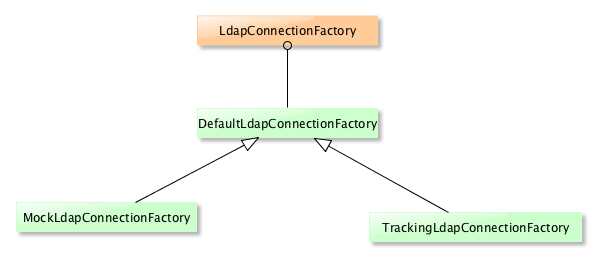 LdapConnectionFactory
DefaultLdapConnectionFactory
MockLdapConnectionFactory
TrackingLdapConnectionFactory